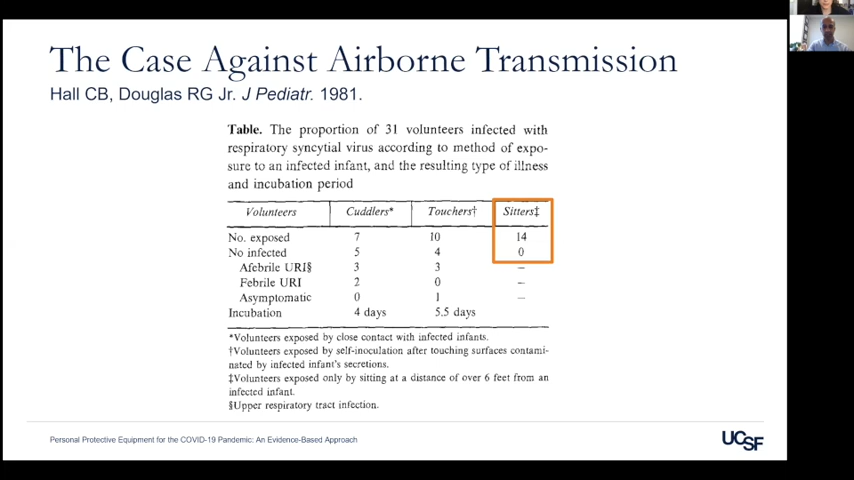 The Case Against Airborne Transmission
Hall CB, Douglas RG Jr. J Pediatr. 1981.
Table. The proportion of 31 volunteers infected with
respiratory syncytial virus according to method of expo-
sure to an infected infant, and the resulting type of illness
and incubation period
Volunteers Cuddlers* Touchers† Sitters‡
No. exposed 7 10 14
No infected 5 4 0
Afebrile URI§ 3 3 –
Febrile URI 2 0 –
Asymptomatic 0 1 –
Incubation 4 days 5.5 days
*Volunteers exposed by close contact with infected infants.
†Volunteers exposed by self-inoculation after touching surfaces contami-
nated by infected infant's secretions.
‡Volunteers exposed only by sitting at a distance of over 6 feet from an
infected infant.
§Upper respiratory tract infection.
Personal Protective Equipment for the COVID-19 Pandemic: An Evidence-Based Approach
UCSF